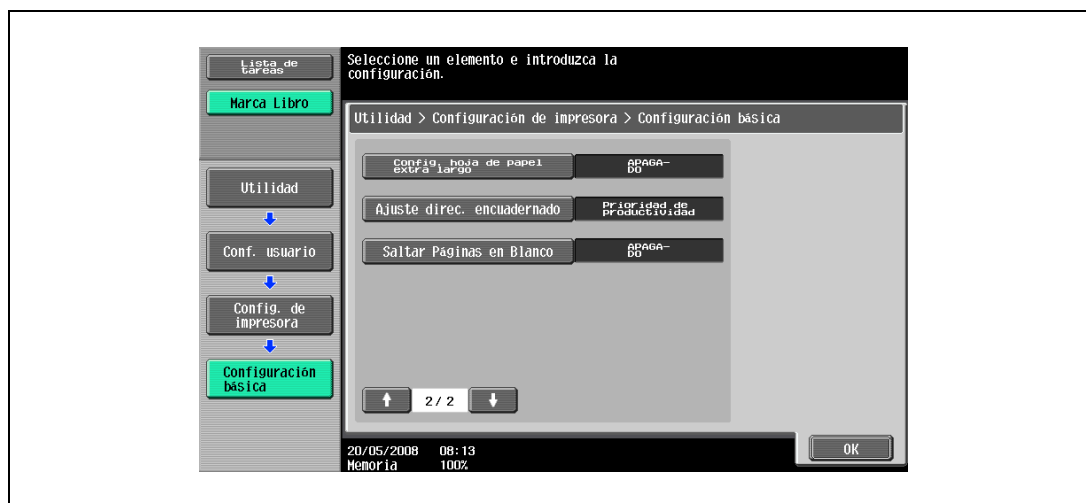 Lista de
tareas
Marca Libro
Utilidad
Conf. usuario
Config. de
impresora
Configuración
básica
Seleccione un elemento e introduzca la
configuración.
Utilidad > Configuración de impresora > Configuración básica
Config. hoja de papel
extra largo
APAGA-
DO
Ajuste direc. encuadernado
Prioridad de
productividad
Saltar Páginas en Blanco
APAGA-
DO
2/ 2
20/05/2008 08:13
Memoria 100%
OK